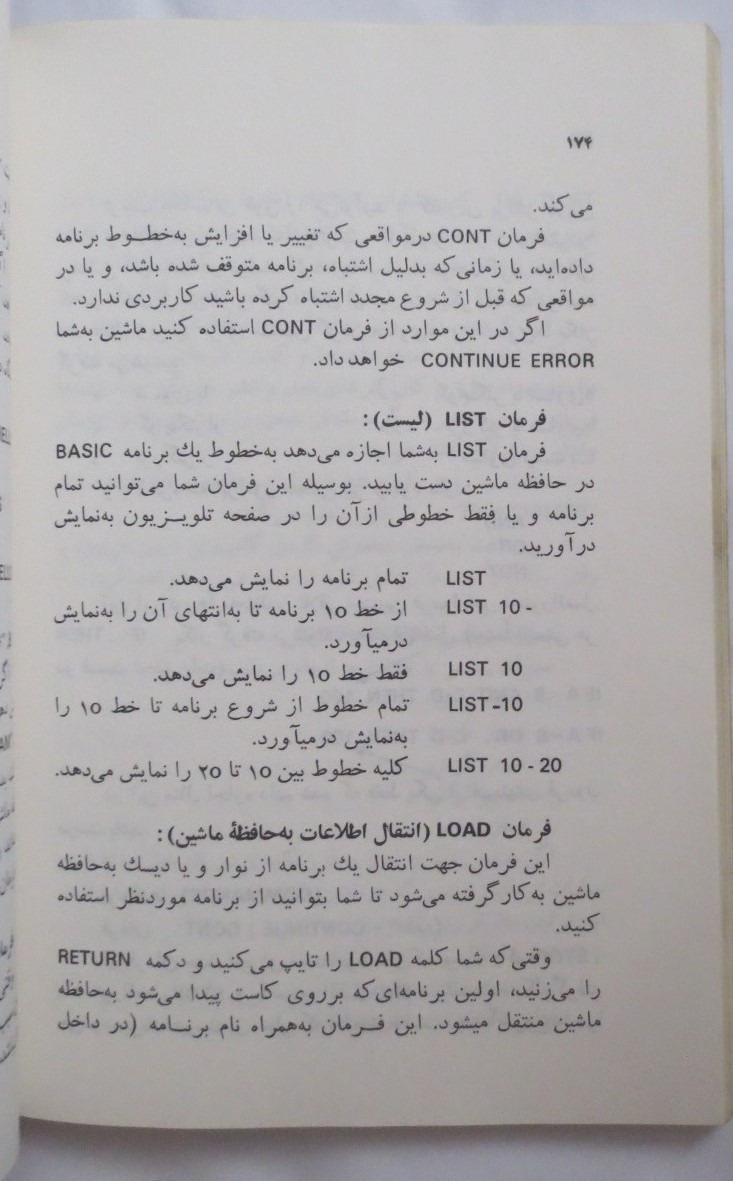 ۱۷۴
می‌کند.
فرمان CONT درمواقعی که تغییر یا افزایش به‌خطـوط برنامه
داده‌اید، یا زمانی‌که بدلیل اشتباه، برنامه متوقف شده باشد، و یا در
مواقعی که قبل از شروع مجدد اشتباه کرده باشید کاربردی ندارد.
اگر در این موارد از فرمان CONT استفاده کنید ماشین به‌شما
CONTINUE ERROR خواهد داد.
فرمان LIST (لیست):
فرمان LIST به‌شما اجازه می‌دهد به‌خطوط یك برنامه BASIC
در حافظه ماشین دست یابید. بوسیله این فرمان شما می‌توانید تمام
برنامه و یا فقط خطوطی ازآن را در صفحه تلویـزیون به‌نمایش
درآورید.
LIST تمام برنامه را نمایش می‌دهد.
LIST 10- از خط ۱۰ برنامه تا به‌انتهای آن را به‌نمایش
درمیآورد.
LIST 10 فقط خط ۱۰ را نمایش می‌دهد.
LIST-10 تمام خطوط از شروع برنامه تا خط ۱۰ را
به‌نمایش درمیآورد.
LIST 10 - 20 کلیه خطوط بین ۱۰ تا ۲۰ را نمایش می‌دهد.
فرمان LOAD (انتقال اطلاعات به‌حافظهٔ ماشین):
این فرمان جهت انتقال یك برنامه از نوار و یا دیسك به‌حافظه
ماشین به‌کار گرفته می‌شود تا شما بتوانید از برنامه موردنظر استفاده
کنید.
وقتی‌که شما کلمه LOAD را تایپ می‌کنید و دکمه RETURN
را می‌زنید، اولین برنامه‌ای‌که برروی کاست پیدا می‌شود به‌حافظه
ماشین منتقل میشود. این فـرمان به‌همراه نام برنـامه (در داخل